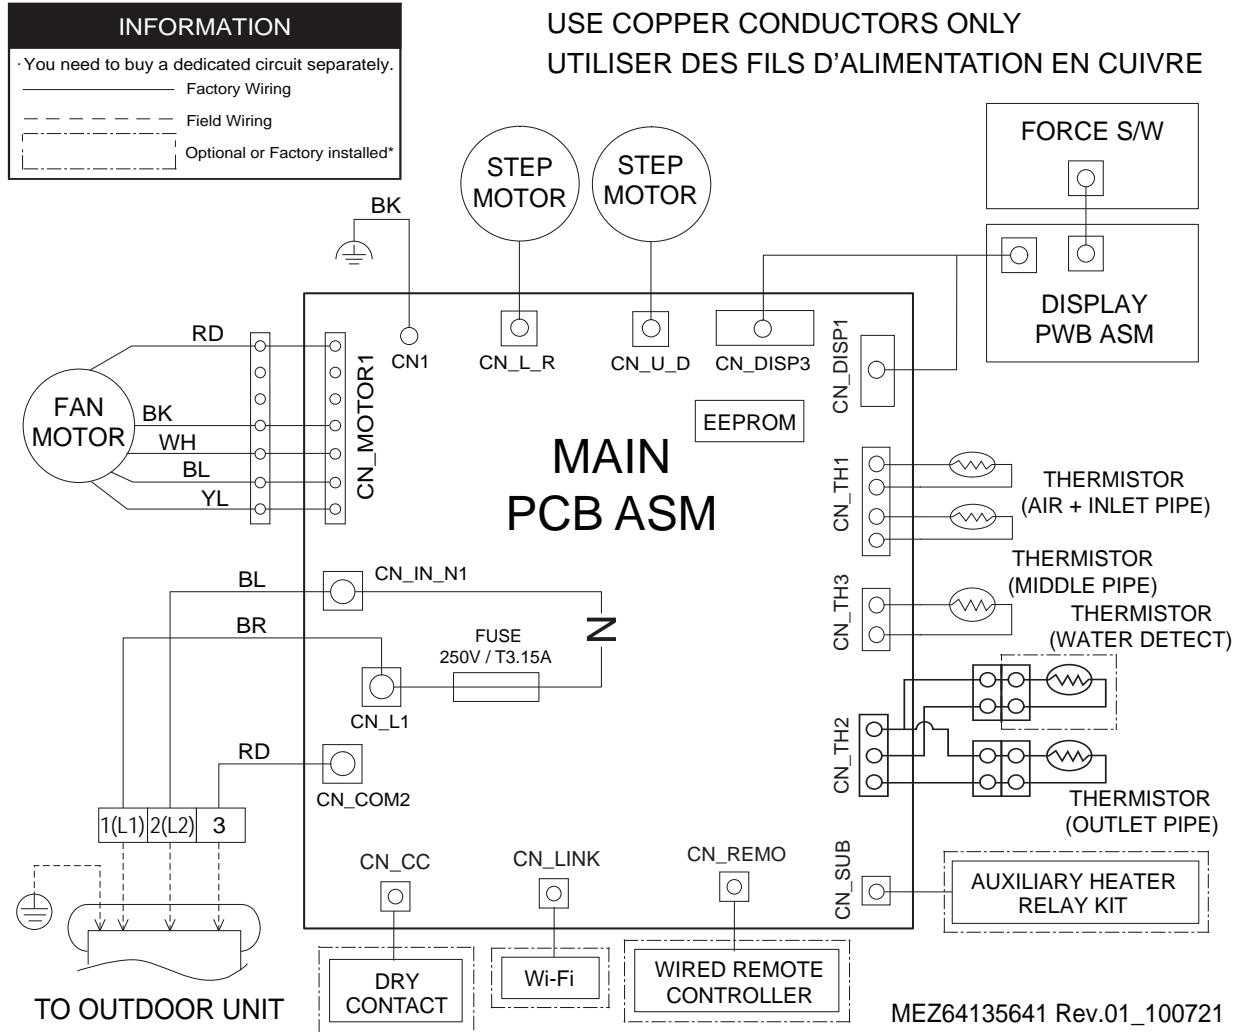 INFORMATION
·You need to buy a dedicated circuit separately.
Factory Wiring
Field Wiring
Optional or Factory installed*
USE COPPER CONDUCTORS ONLY
UTILISER DES FILS D'ALIMENTATION EN CUIVRE
FORCE S/W
DISPLAY
PWB ASM
STEP
MOTOR
STEP
MOTOR
BK
CN1
CN_L_R
CN_U_D
CN_DISP3
CN_DISP1
EEPROM
MAIN
PCB ASM
FAN
MOTOR
RD
BK
WH
BL
YL
CN_MOTOR1
CN_TH1
THERMISTOR
(AIR + INLET PIPE)
CN_TH3
THERMISTOR
(MIDDLE PIPE)
THERMISTOR
(WATER DETECT)
CN_TH2
THERMISTOR
(OUTLET PIPE)
BL
CN_IN_N1
BR
FUSE
250V / T3.15A
N
CN_L1
RD
CN_COM2
1(L1) 2(L2) 3
TO OUTDOOR UNIT
CN_CC
CN_LINK
CN_REMO
CN_SUB
DRY
CONTACT
Wi-Fi
WIRED REMOTE
CONTROLLER
AUXILIARY HEATER
RELAY KIT
MEZ64135641 Rev.01_100721